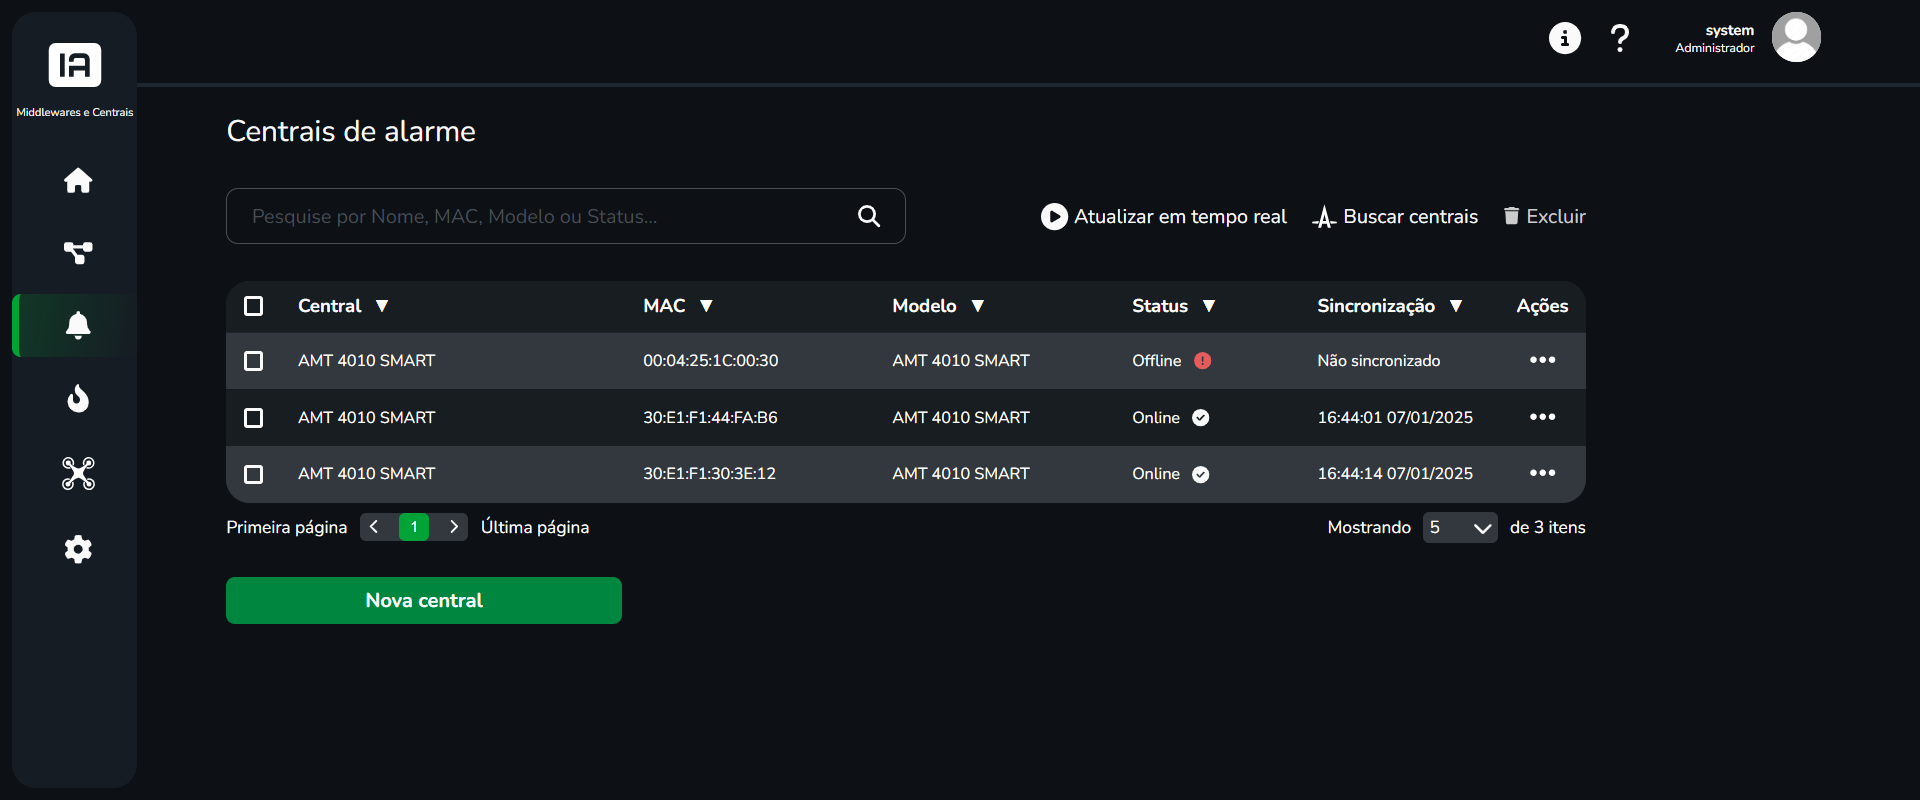 IA
Middlewares e Centrais
system
Administrador
Centrais de alarme
Pesquise por Nome, MAC, Modelo ou Status...
Atualizar em tempo real
Buscar centrais
Excluir
Central ▼ MAC ▼ Modelo ▼ Status ▼ Sincronização ▼ Ações
AMT 4010 SMART 00:04:25:1C:00:30 AMT 4010 SMART Offline Não sincronizado •••
AMT 4010 SMART 30:E1:F1:44:FA:B6 AMT 4010 SMART Online 16:44:01 07/01/2025 •••
AMT 4010 SMART 30:E1:F1:30:3E:12 AMT 4010 SMART Online 16:44:14 07/01/2025 •••
Primeira página < 1 > Última página Mostrando 5 de 3 itens
Nova central